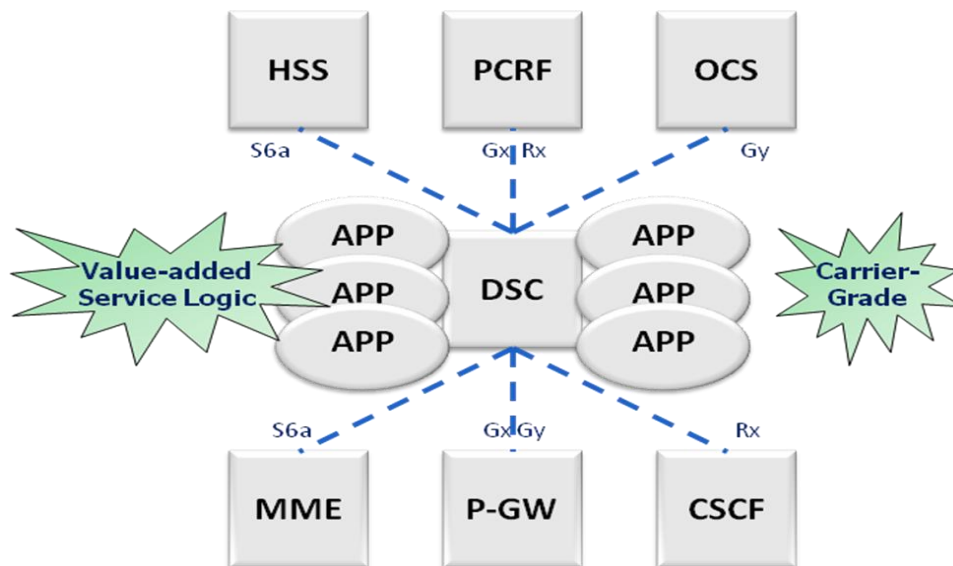 HSS
PCRF
OCS
S6a
Gx Rx
Gy
APP
APP
Value-added
Service Logic
APP
DSC
APP
Carrier-
Grade
APP
APP
S6a
Gx Gy
Rx
MME
P-GW
CSCF